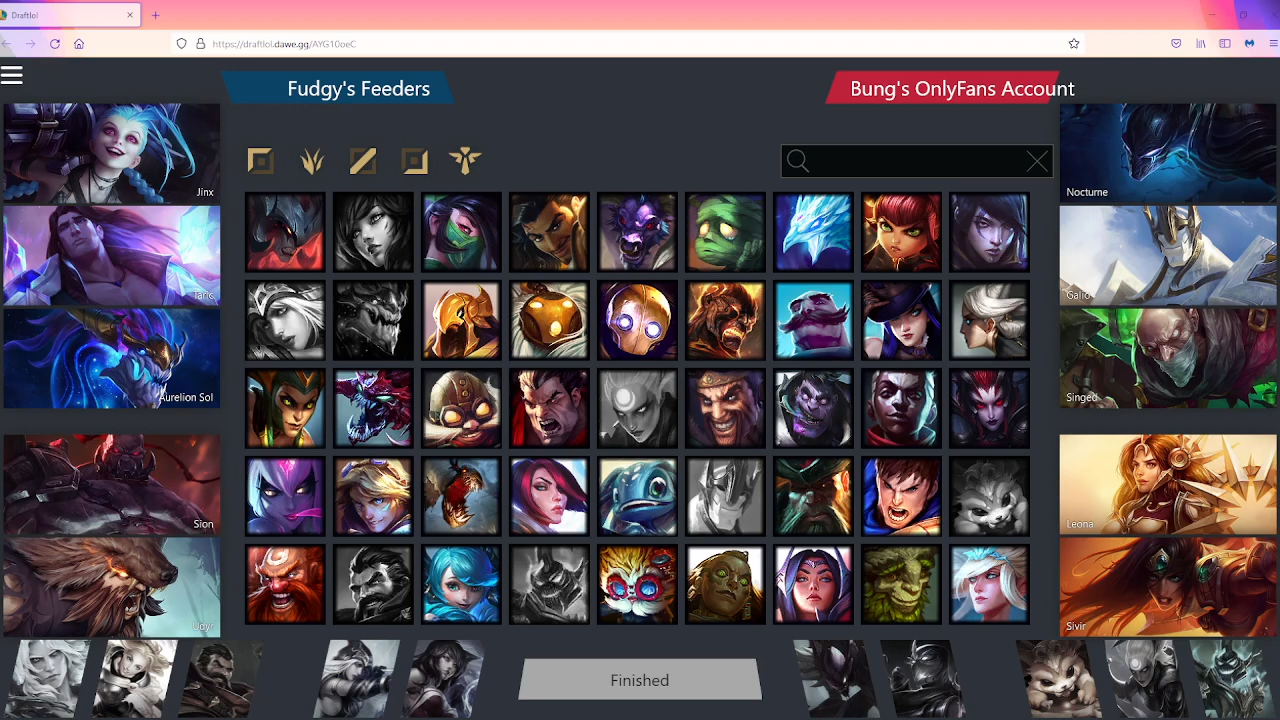 Draftlol
https://draftlol.dawe.gg/AYG10oeC
Fudgy's Feeders
Bung's OnlyFans Account
Jinx
Nocturne
Taric
Galio
Aurelion Sol
Singed
Sion
Leona
Udyr
Sivir
Finished